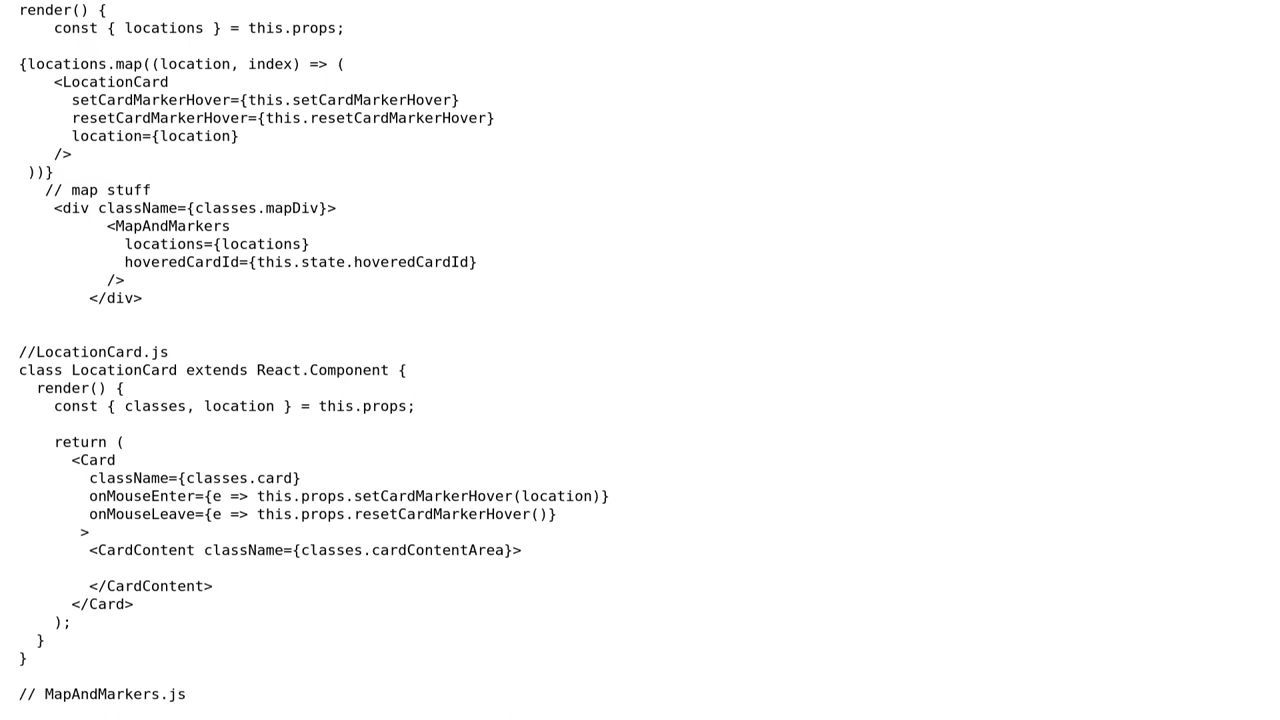 render() {
    const { locations } = this.props;

{locations.map((location, index) => (
    <LocationCard
      setCardMarkerHover={this.setCardMarkerHover}
      resetCardMarkerHover={this.resetCardMarkerHover}
      location={location}
    />
 ))}
   // map stuff
    <div className={classes.mapDiv}>
          <MapAndMarkers
            locations={locations}
            hoveredCardId={this.state.hoveredCardId}
          />
        </div>


//LocationCard.js
class LocationCard extends React.Component {
  render() {
    const { classes, location } = this.props;

    return (
      <Card
        className={classes.card}
        onMouseEnter={e => this.props.setCardMarkerHover(location)}
        onMouseLeave={e => this.props.resetCardMarkerHover()}
       >
        <CardContent className={classes.cardContentArea}>

        </CardContent>
      </Card>
    );
  }
}

// MapAndMarkers.js